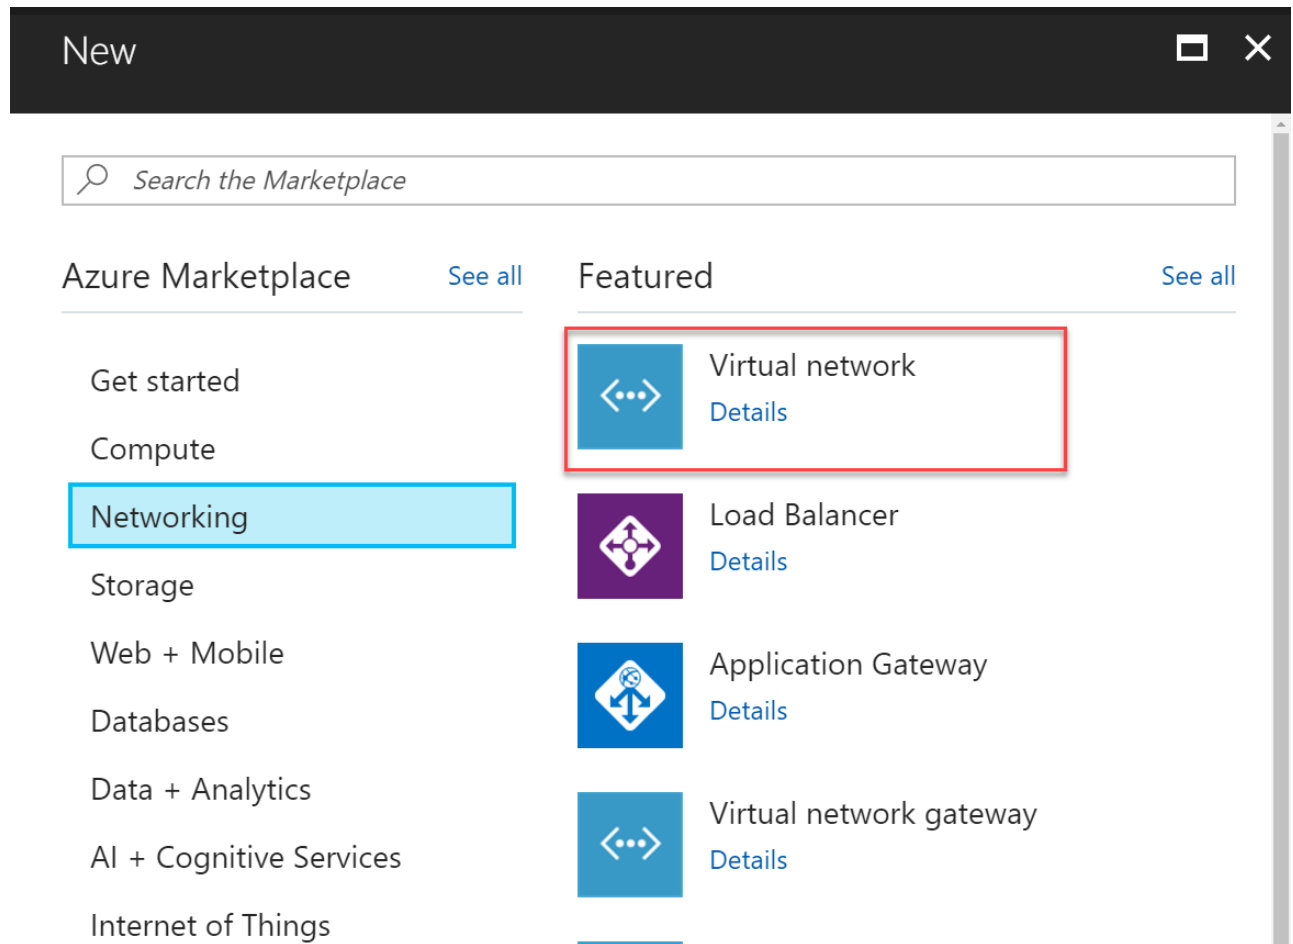 New
Search the Marketplace
Azure Marketplace
See all
Get started
Compute
Networking
Storage
Web + Mobile
Databases
Data + Analytics
AI + Cognitive Services
Internet of Things
Featured
See all
Virtual network
Details
Load Balancer
Details
Application Gateway
Details
Virtual network gateway
Details